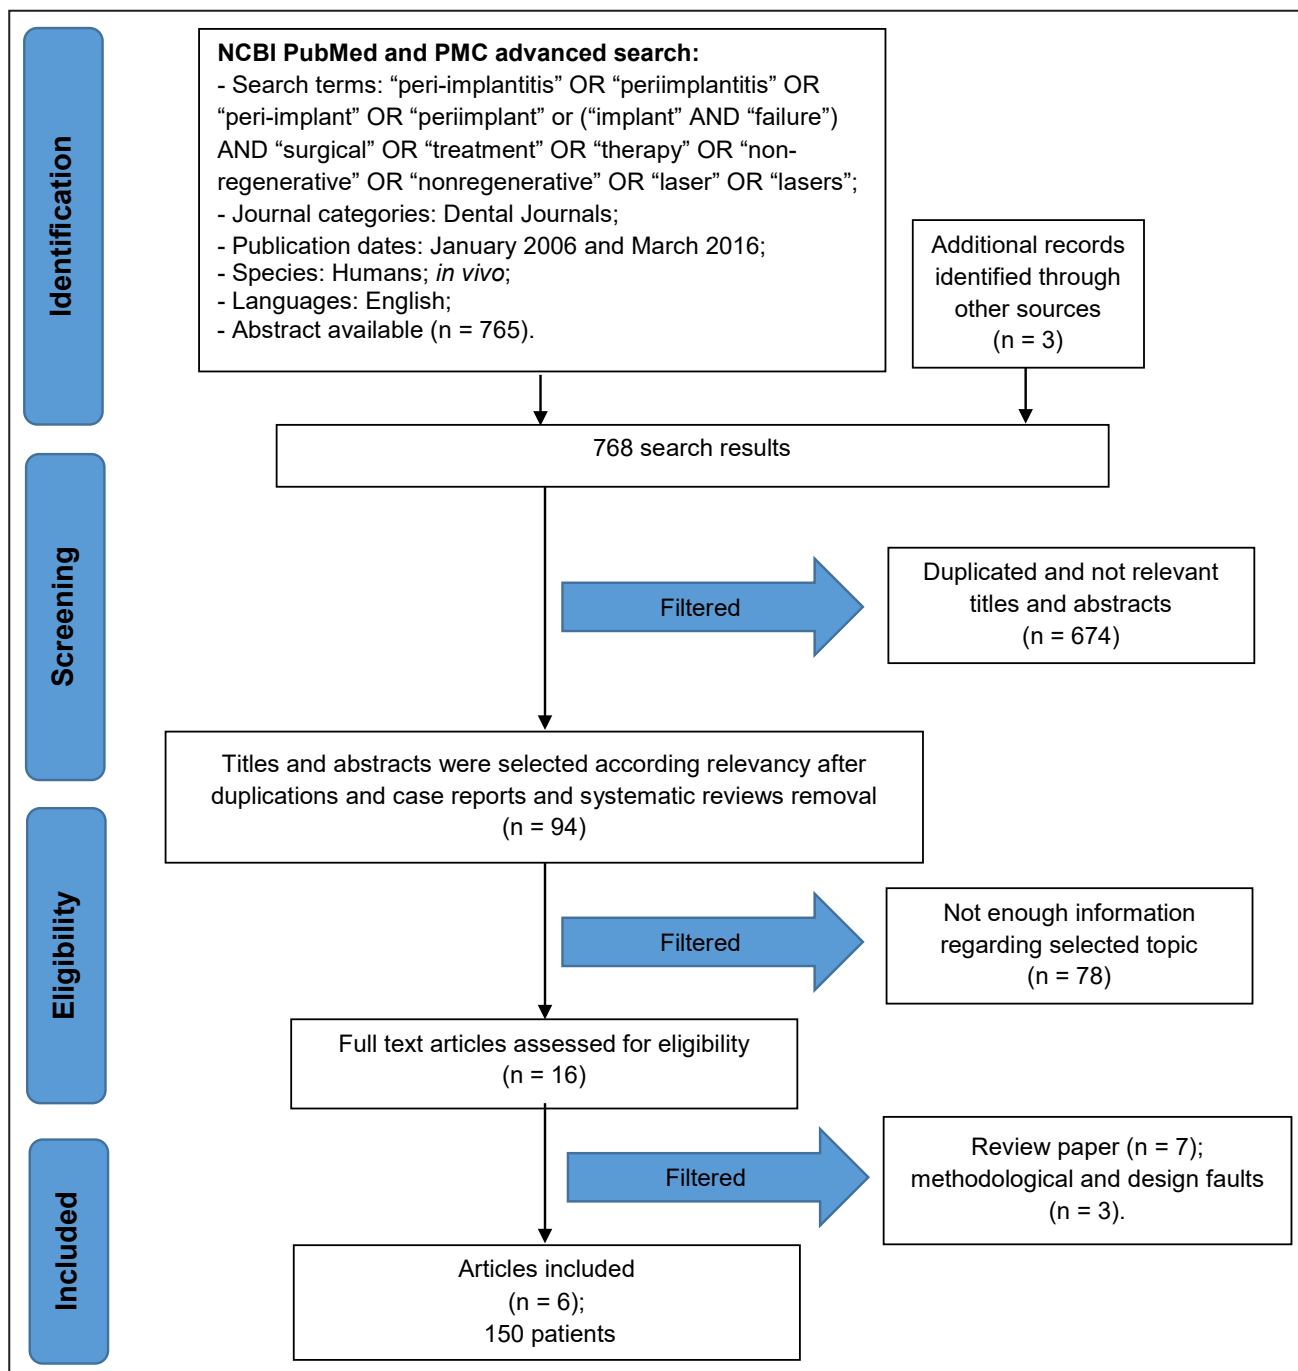 Identification
NCBI PubMed and PMC advanced search:
- Search terms: “peri-implantitis” OR “periimplantitis” OR
“peri-implant” OR “periimplant” or (“implant” AND “failure”)
AND “surgical” OR “treatment” OR “therapy” OR “non-
regenerative” OR “nonregenerative” OR “laser” OR “lasers”;
- Journal categories: Dental Journals;
- Publication dates: January 2006 and March 2016;
- Species: Humans; in vivo;
- Languages: English;
- Abstract available (n = 765).
Additional records
identified through
other sources
(n = 3)
768 search results
Screening
Filtered
Duplicated and not relevant
titles and abstracts
(n = 674)
Titles and abstracts were selected according relevancy after
duplications and case reports and systematic reviews removal
(n = 94)
Eligibility
Filtered
Not enough information
regarding selected topic
(n = 78)
Full text articles assessed for eligibility
(n = 16)
Included
Filtered
Review paper (n = 7);
methodological and design faults
(n = 3).
Articles included
(n = 6);
150 patients